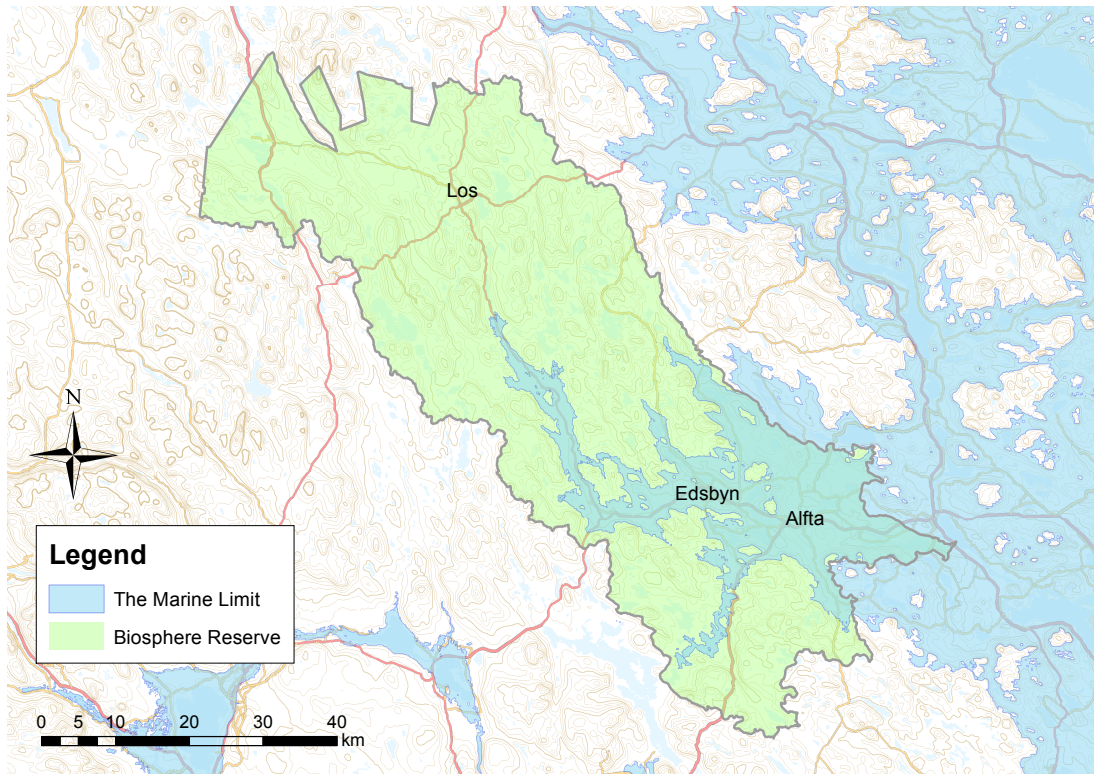 Los
N
Edsbyn
Alfta
Legend
The Marine Limit
Biosphere Reserve
0 5 10 20 30 40
km